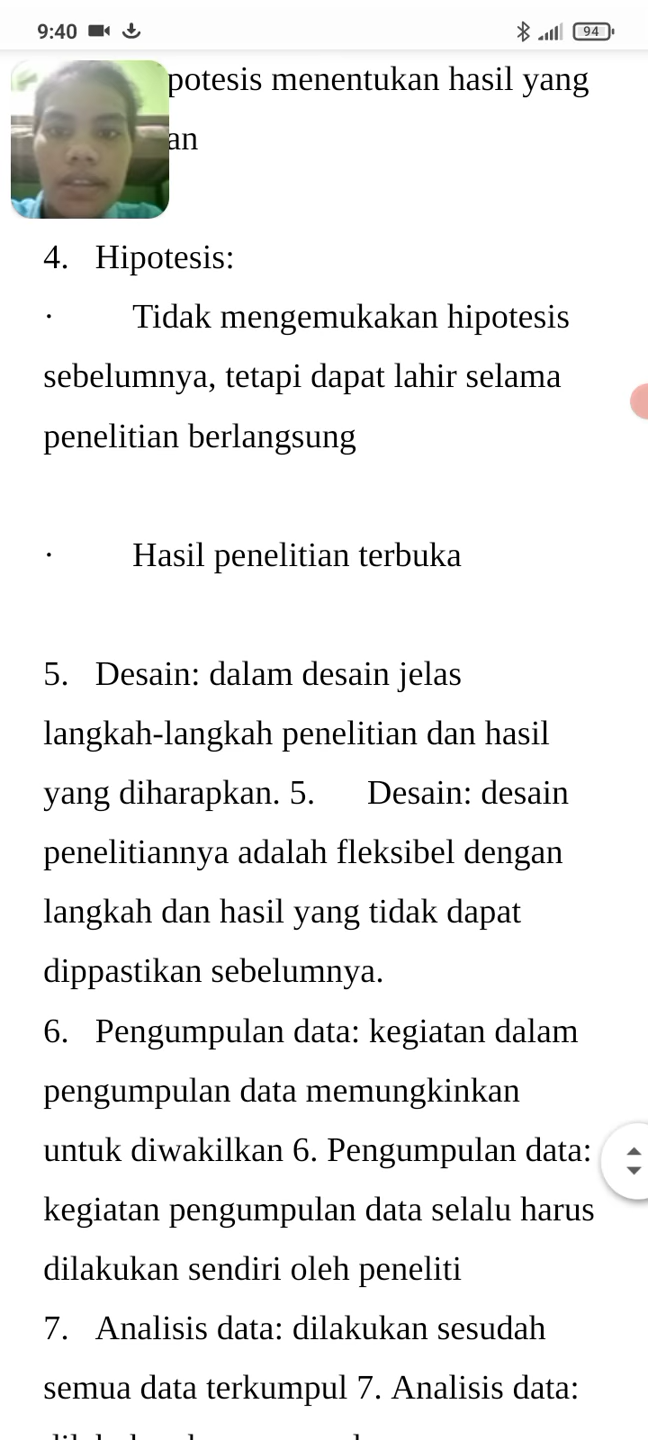 9:40
94
potesis menentukan hasil yang
an
4. Hipotesis:
· Tidak mengemukakan hipotesis
sebelumnya, tetapi dapat lahir selama
penelitian berlangsung
· Hasil penelitian terbuka
5. Desain: dalam desain jelas
langkah-langkah penelitian dan hasil
yang diharapkan. 5. Desain: desain
penelitiannya adalah fleksibel dengan
langkah dan hasil yang tidak dapat
dippastikan sebelumnya.
6. Pengumpulan data: kegiatan dalam
pengumpulan data memungkinkan
untuk diwakilkan 6. Pengumpulan data:
kegiatan pengumpulan data selalu harus
dilakukan sendiri oleh peneliti
7. Analisis data: dilakukan sesudah
semua data terkumpul 7. Analisis data: